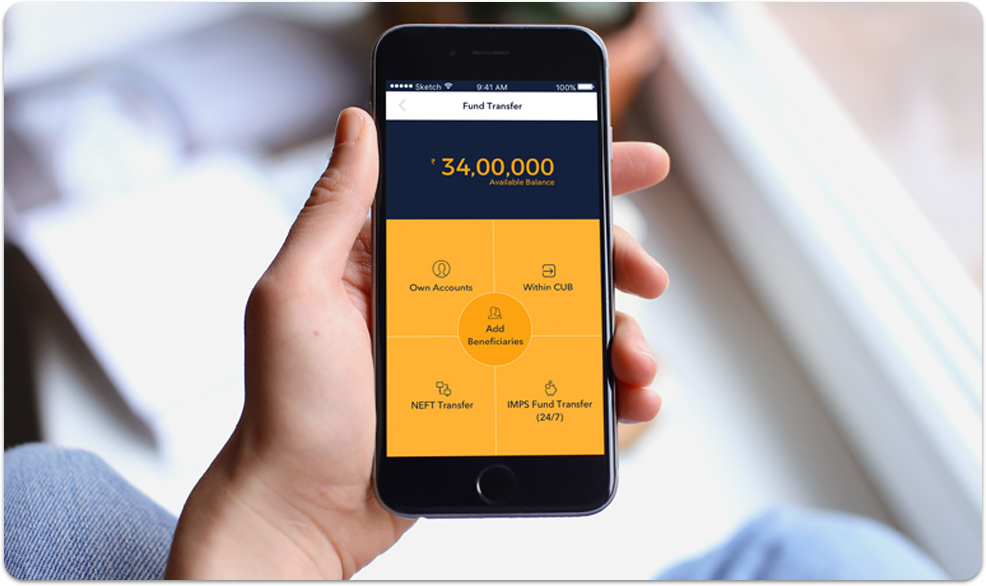 Sketch 9:41 AM 100%
Fund Transfer
₹ 34,00,000
Available Balance
Own Accounts
Within CUB
Add
Beneficiaries
NEFT Transfer
IMPS Fund Transfer
(24/7)